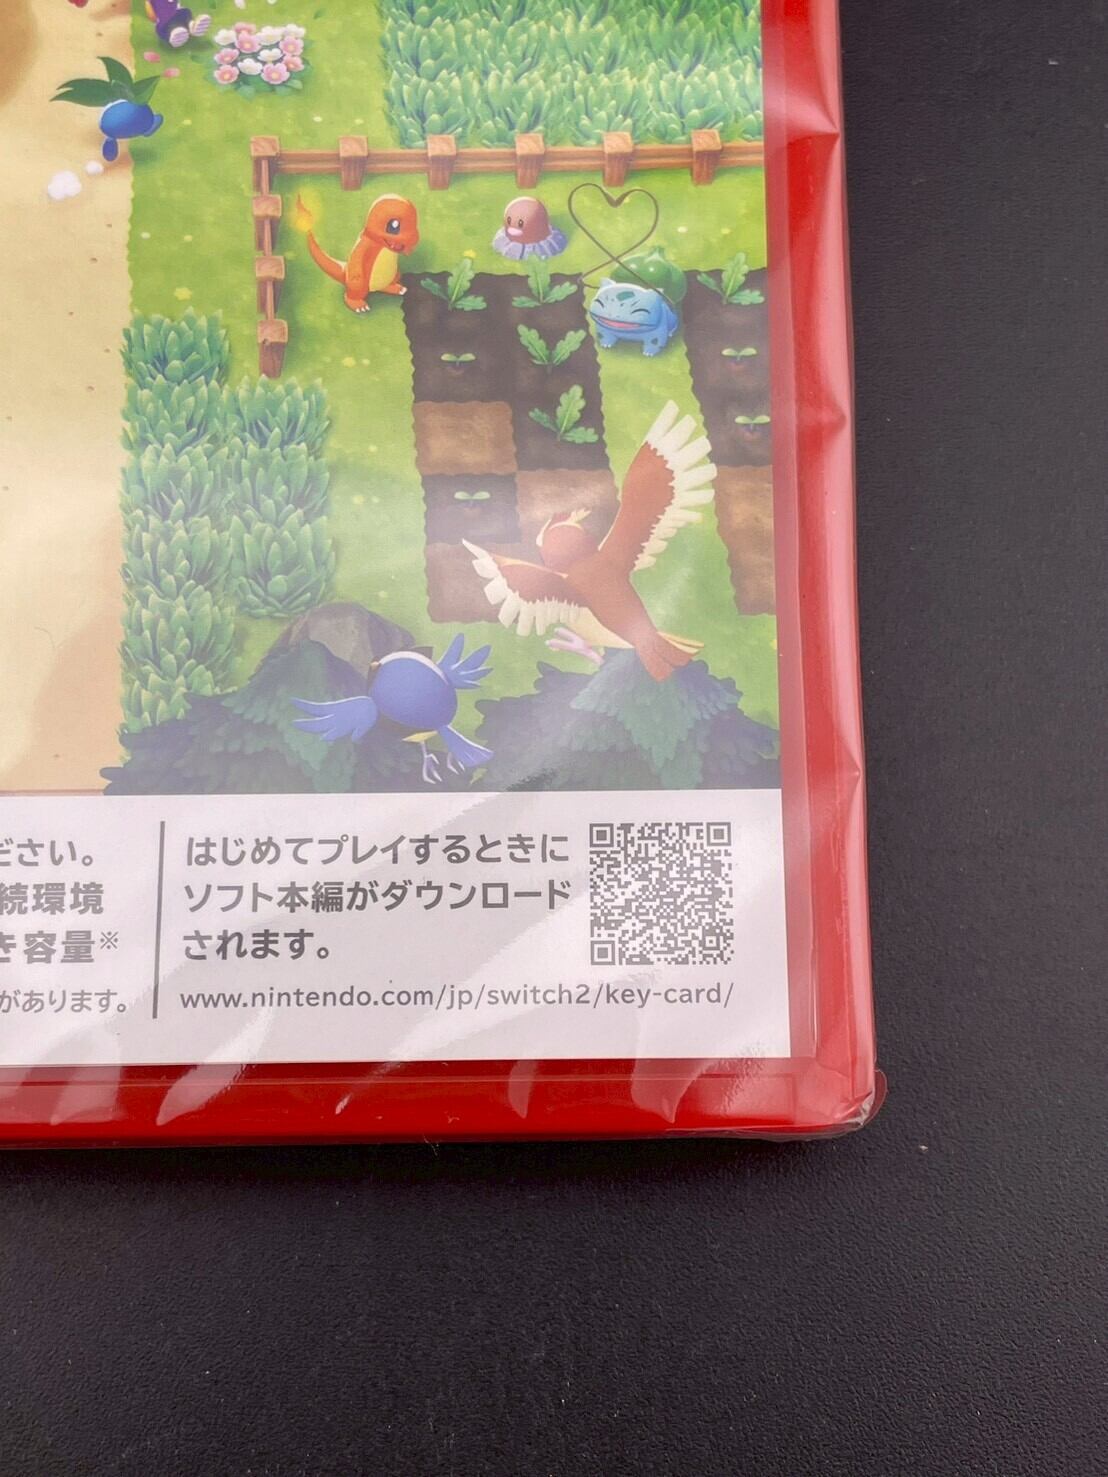 ださい。
続環境
き容量※
があります。
はじめてプレイするときに
ソフト本編がダウンロード
されます。
www.nintendo.com/jp/switch2/key-card/